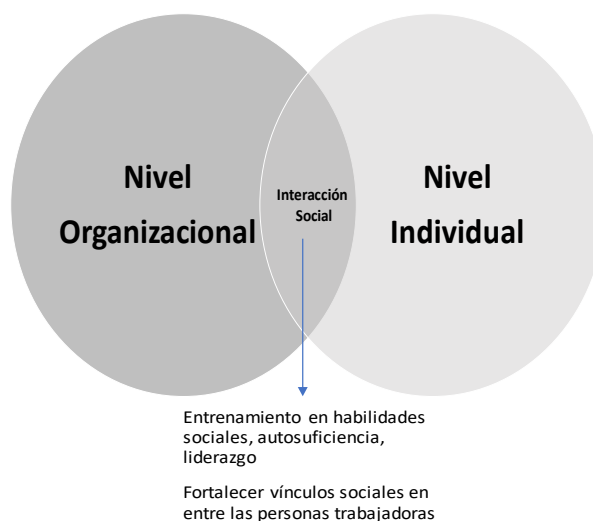 Nivel
Organizacional
Interacción
Social
Nivel
Individual
Entrenamiento en habilidades
sociales, autosuficiencia,
liderazgo
Fortalecer vínculos sociales en
entre las personas trabajadoras